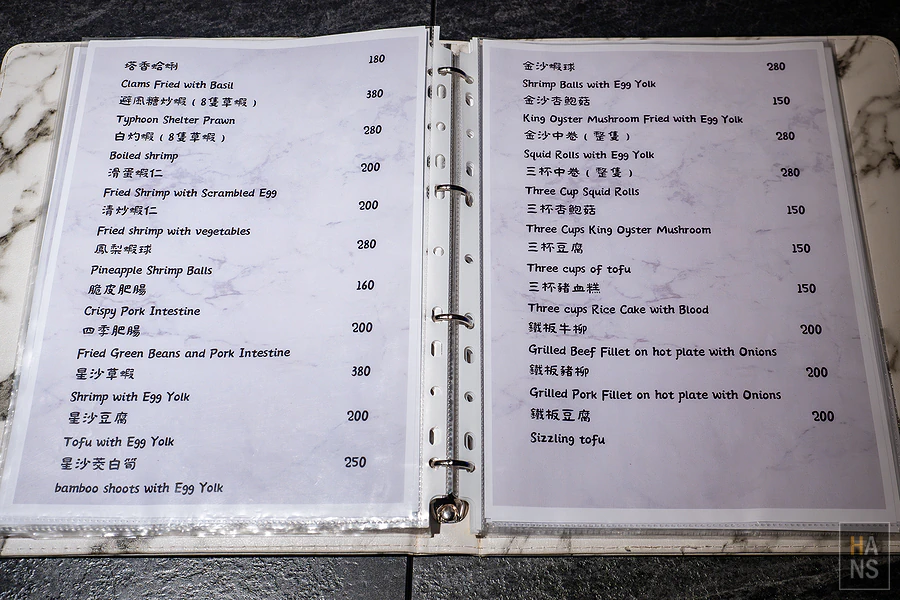 塔香蛤蜊 180
Clams Fried with Basil
避風糖炒蝦（8隻草蝦） 380
Typhoon Shelter Prawn
白灼蝦（8隻草蝦） 280
Boiled shrimp
滑蛋蝦仁 200
Fried Shrimp with Scrambled Egg
清炒蝦仁 200
Fried shrimp with vegetables
鳳梨蝦球 280
Pineapple Shrimp Balls
脆皮肥腸 160
Crispy Pork Intestine
四季肥腸 200
Fried Green Beans and Pork Intestine
星沙草蝦 380
Shrimp with Egg Yolk
星沙豆腐 200
Tofu with Egg Yolk
星沙茭白筍 250
bamboo shoots with Egg Yolk
金沙蝦球 280
Shrimp Balls with Egg Yolk
金沙杏鮑菇 150
King Oyster Mushroom Fried with Egg Yolk
金沙中卷（整隻） 280
Squid Rolls with Egg Yolk
三杯中卷（整隻） 280
Three Cup Squid Rolls
三杯杏鮑菇 150
Three Cups King Oyster Mushroom
三杯豆腐 150
Three cups of tofu
三杯豬血糕 150
Three cups Rice Cake with Blood
鐵板牛柳 200
Grilled Beef Fillet on hot plate with Onions
鐵板豬柳 200
Grilled Pork Fillet on hot plate with Onions
鐵板豆腐 200
Sizzling tofu
HANS